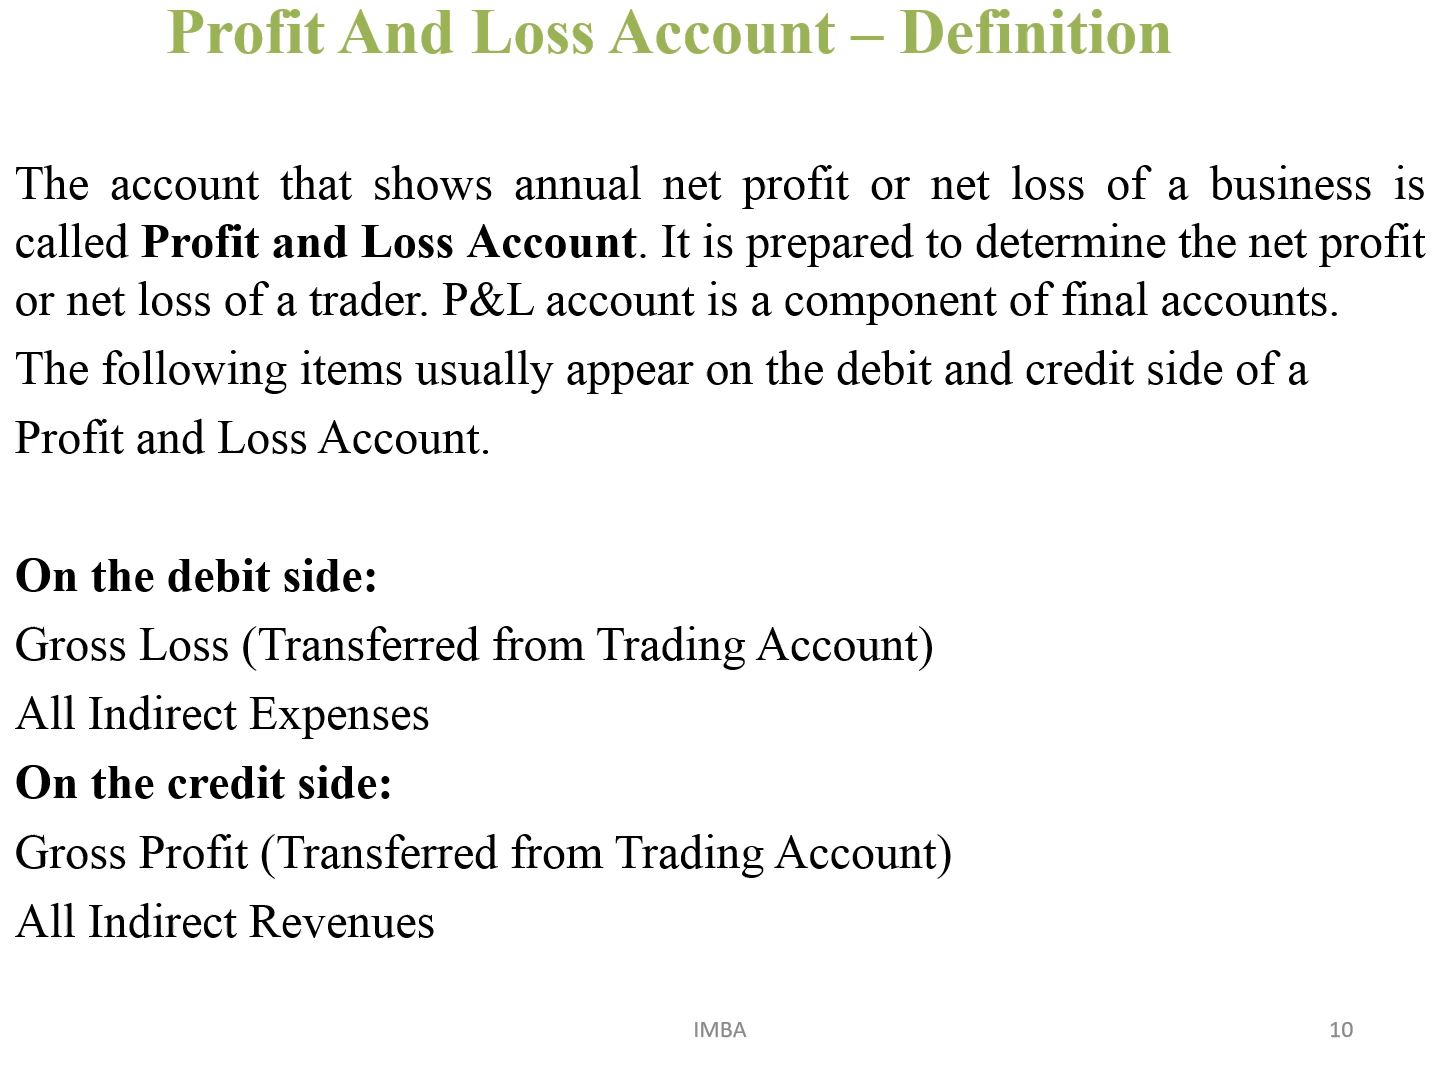 Profit And Loss Account – Definition
The account that shows annual net profit or net loss of a business is
called Profit and Loss Account. It is prepared to determine the net profit
or net loss of a trader. P&L account is a component of final accounts.
The following items usually appear on the debit and credit side of a
Profit and Loss Account.
On the debit side:
Gross Loss (Transferred from Trading Account)
All Indirect Expenses
On the credit side:
Gross Profit (Transferred from Trading Account)
All Indirect Revenues
IMBA
10